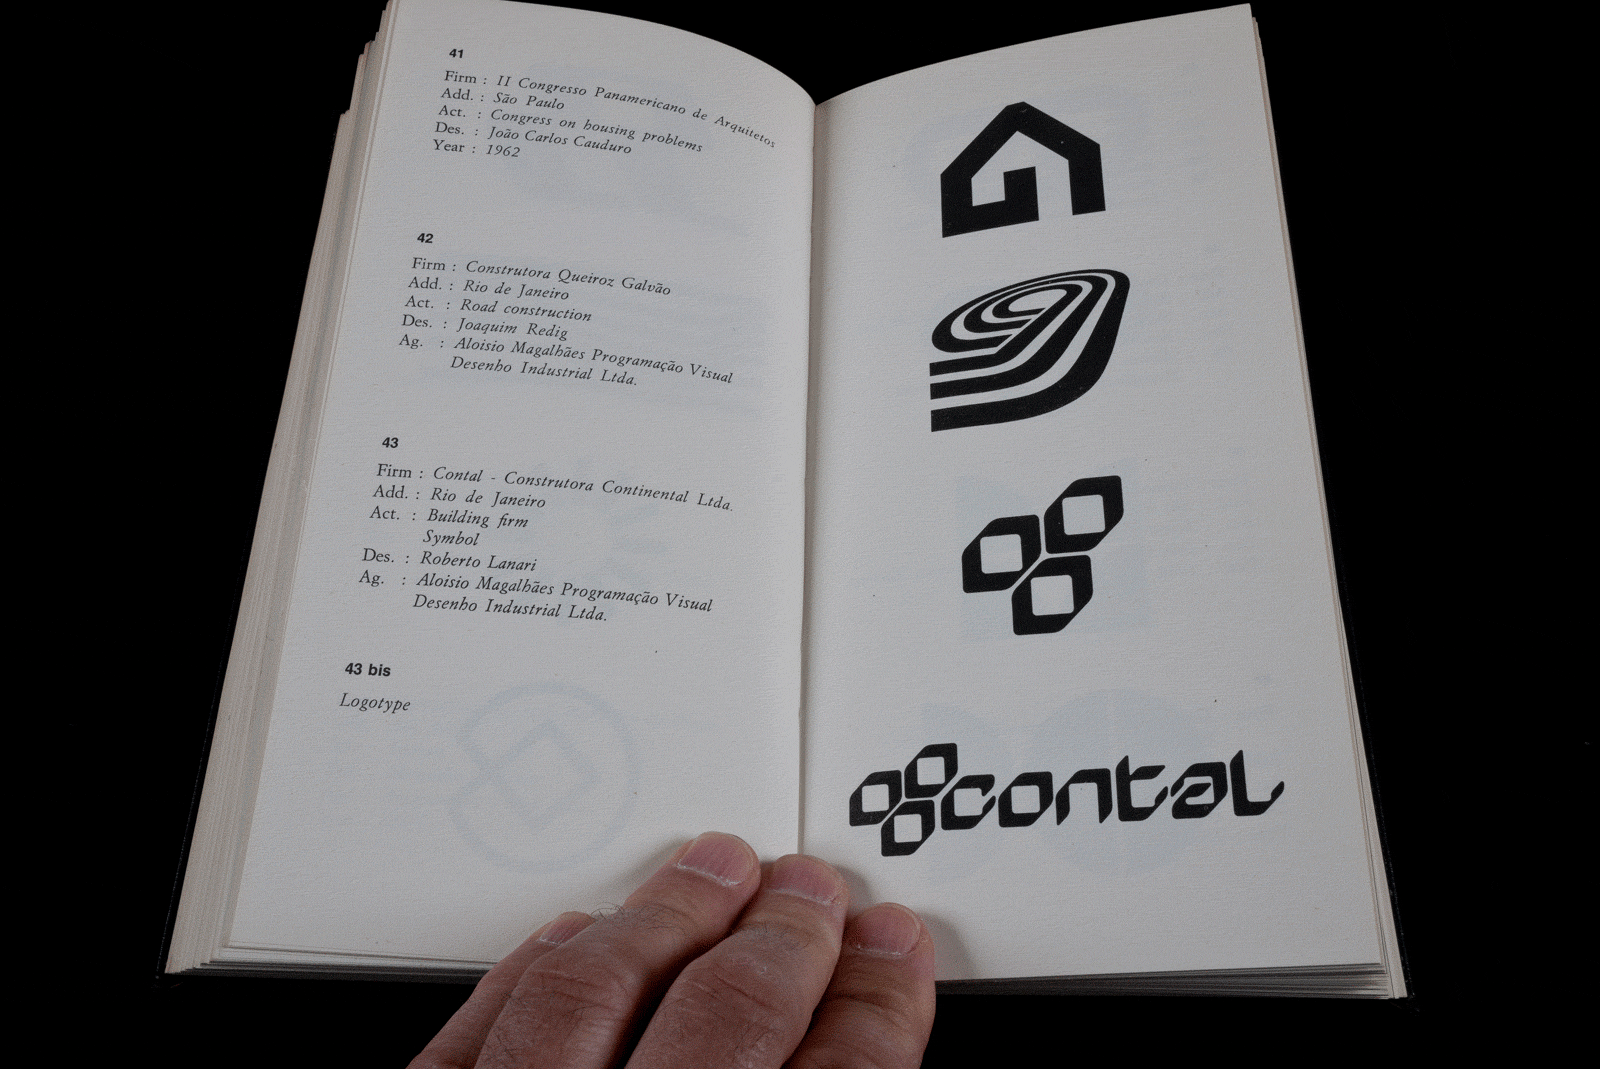 41
Firm : II Congresso Panamericano de Arquitetos
Add. : São Paulo
Act. : Congress on housing problems
Des. : João Carlos Cauduro
Year : 1962
42
Firm : Construtora Queiroz Galvão
Add. : Rio de Janeiro
Act. : Road construction
Des. : Joaquim Redig
Ag. : Aloisio Magalhães Programação Visual
Desenho Industrial Ltda.
43
Firm : Contal - Construtora Continental Ltda.
Add. : Rio de Janeiro
Act. : Building firm
Symbol
Des. : Roberto Lanari
Ag. : Aloisio Magalhães Programação Visual
Desenho Industrial Ltda.
43 bis
Logotype
contal